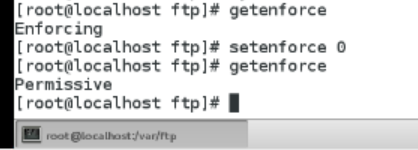 [root@localhost ftp]# getenforce
Enforcing
[root@localhost ftp]# setenforce 0
[root@localhost ftp]# getenforce
Permissive
[root@localhost ftp]#
root@localhost:/var/ftp